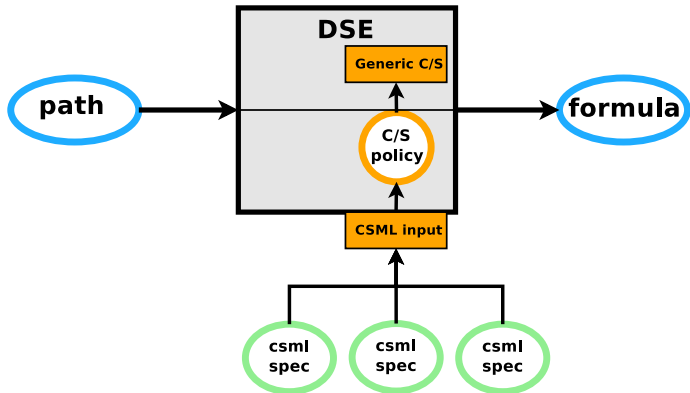 DSE
Generic C/S
path
formula
C/S
policy
CSML input
csml
spec
csml
spec
csml
spec